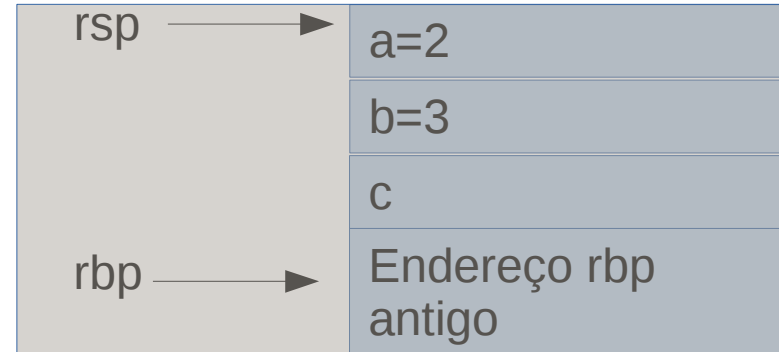 rsp
a=2
b=3
c
rbp
Endereço rbp
antigo